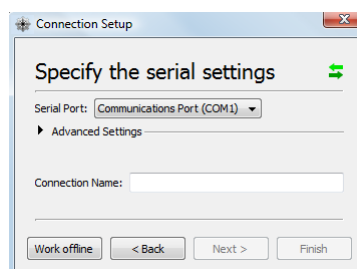 Connection Setup
Specify the serial settings
Serial Port: Communications Port (COM1)
Advanced Settings
Connection Name:
Work offline < Back Next > Finish